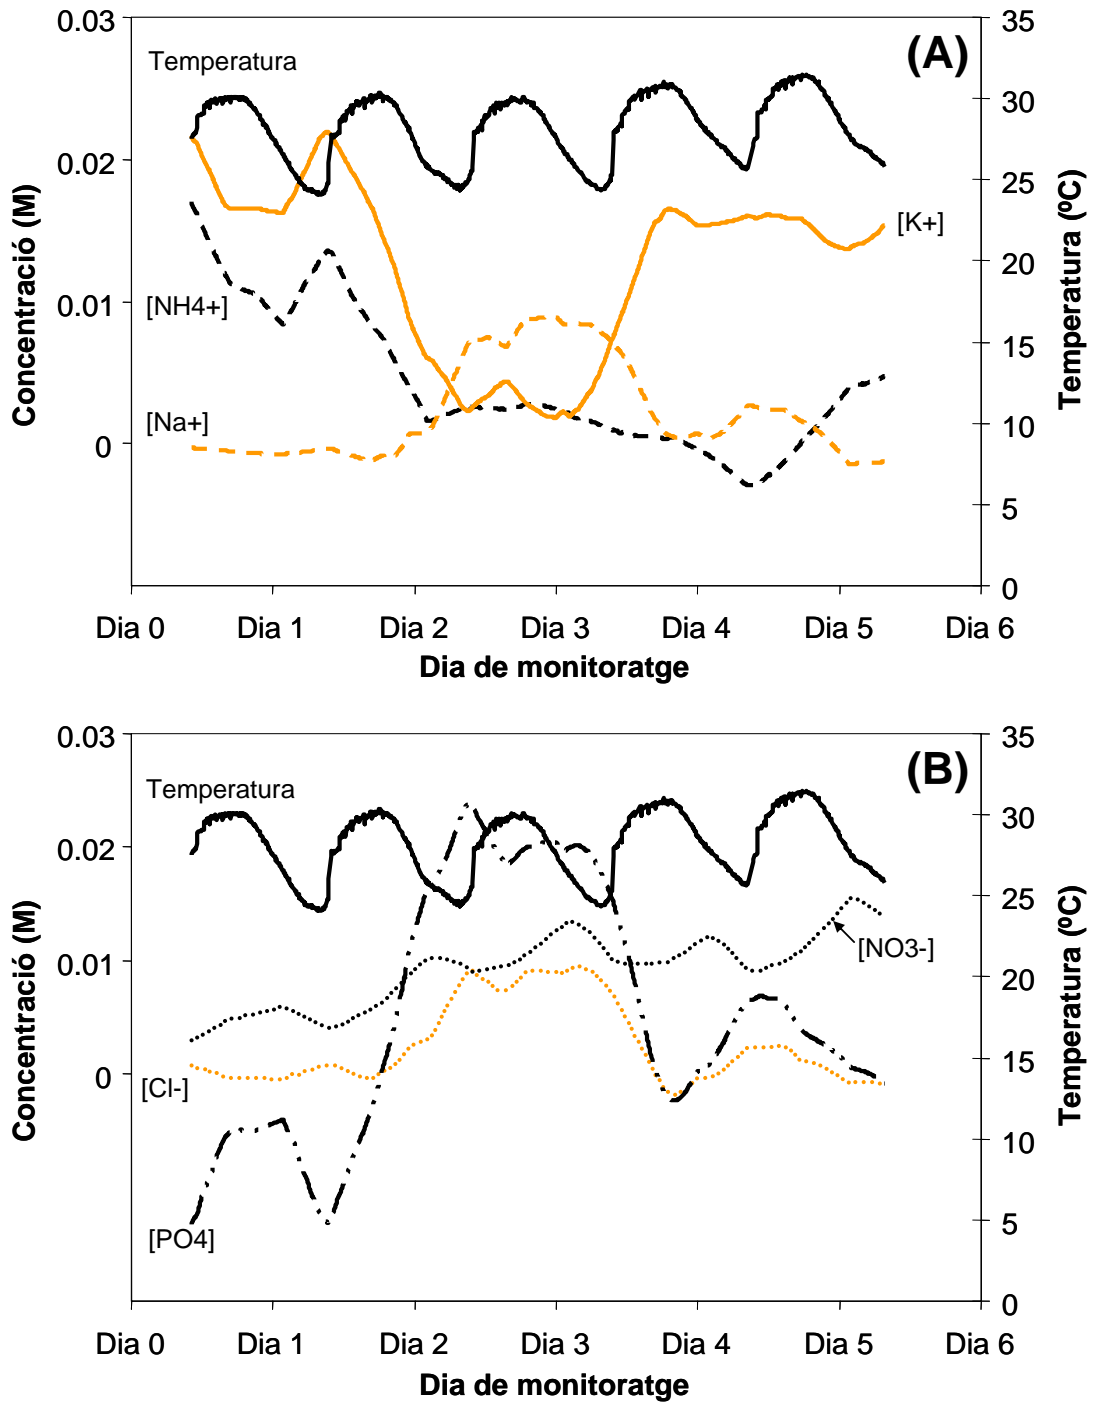 0.03
35
(A)
Temperatura
30
0.02
25
[K+]
20
[NH4+]
0.01
15
[Na+]
10
0
5
0
Concentració (M)
Temperatura (ºC)
Dia 0 Dia 1 Dia 2 Dia 3 Dia 4 Dia 5 Dia 6
Dia de monitoratge
0.03
35
(B)
Temperatura
30
0.02
25
[NO3-]
0.01
20
15
0
[Cl-]
10
[PO4]
5
0
Concentració (M)
Temperatura (ºC)
Dia 0 Dia 1 Dia 2 Dia 3 Dia 4 Dia 5 Dia 6
Dia de monitoratge